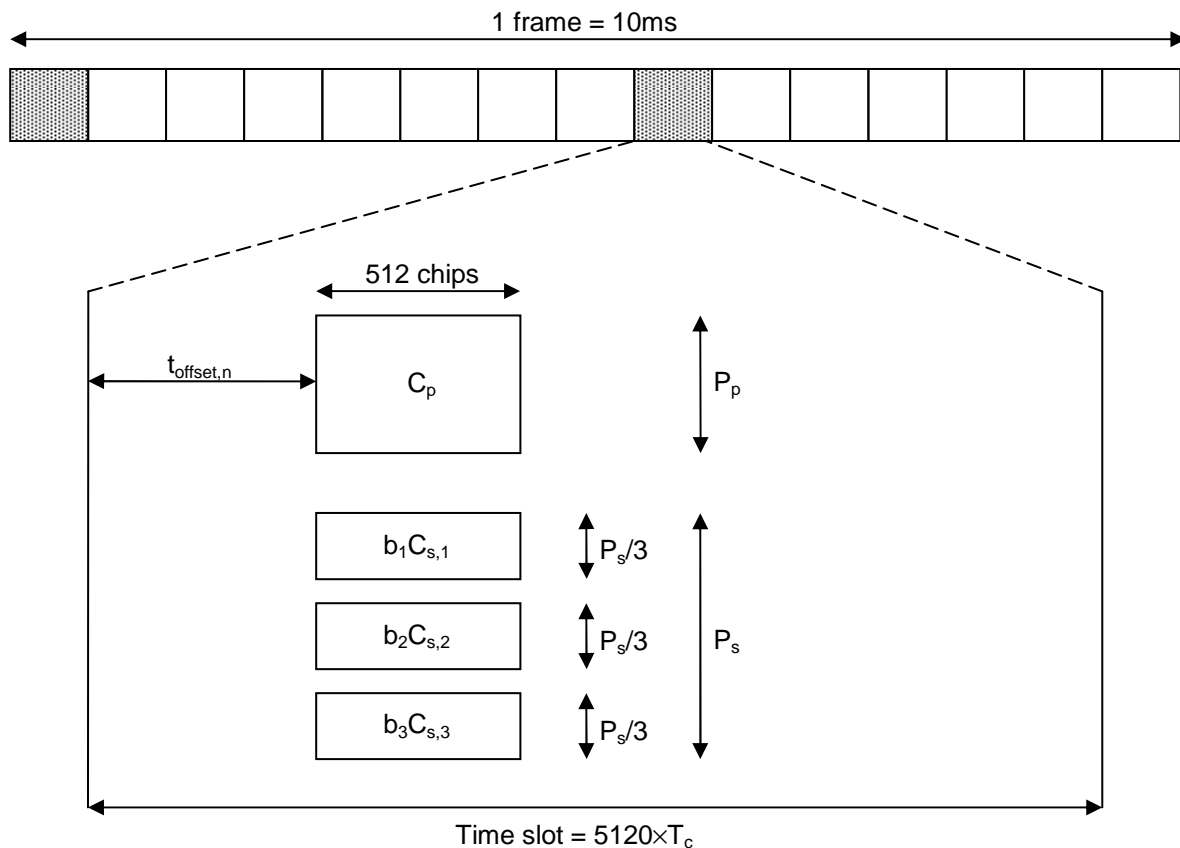 1 frame = 10ms
512 chips
t_offset,n
C_p
P_p
b_1C_s,1
P_s/3
b_2C_s,2
P_s/3
P_s
b_3C_s,3
P_s/3
Time slot = 5120×T_c